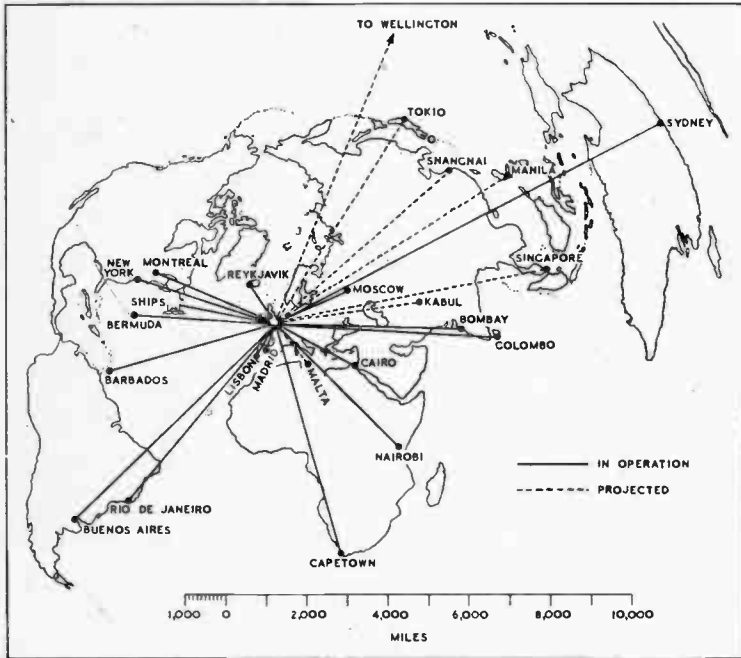 TO WELLINGTON
TOKIO
SYDNEY
SHANGHAI
MANILA
NEW
YORK
MONTREAL
REYKJAVIK
SINGAPORE
MOSCOW
SHIPS
KABUL
BERMUDA
BOMBAY
COLOMBO
LISBON
MADRID
MALTA
CAIRO
BARBADOS
NAIROBI
IN OPERATION
PROJECTED
RIO DE JANEIRO
BUENOS AIRES
CAPETOWN
1,000 0 2,000 4,000 6,000 8,000 10,000
MILES